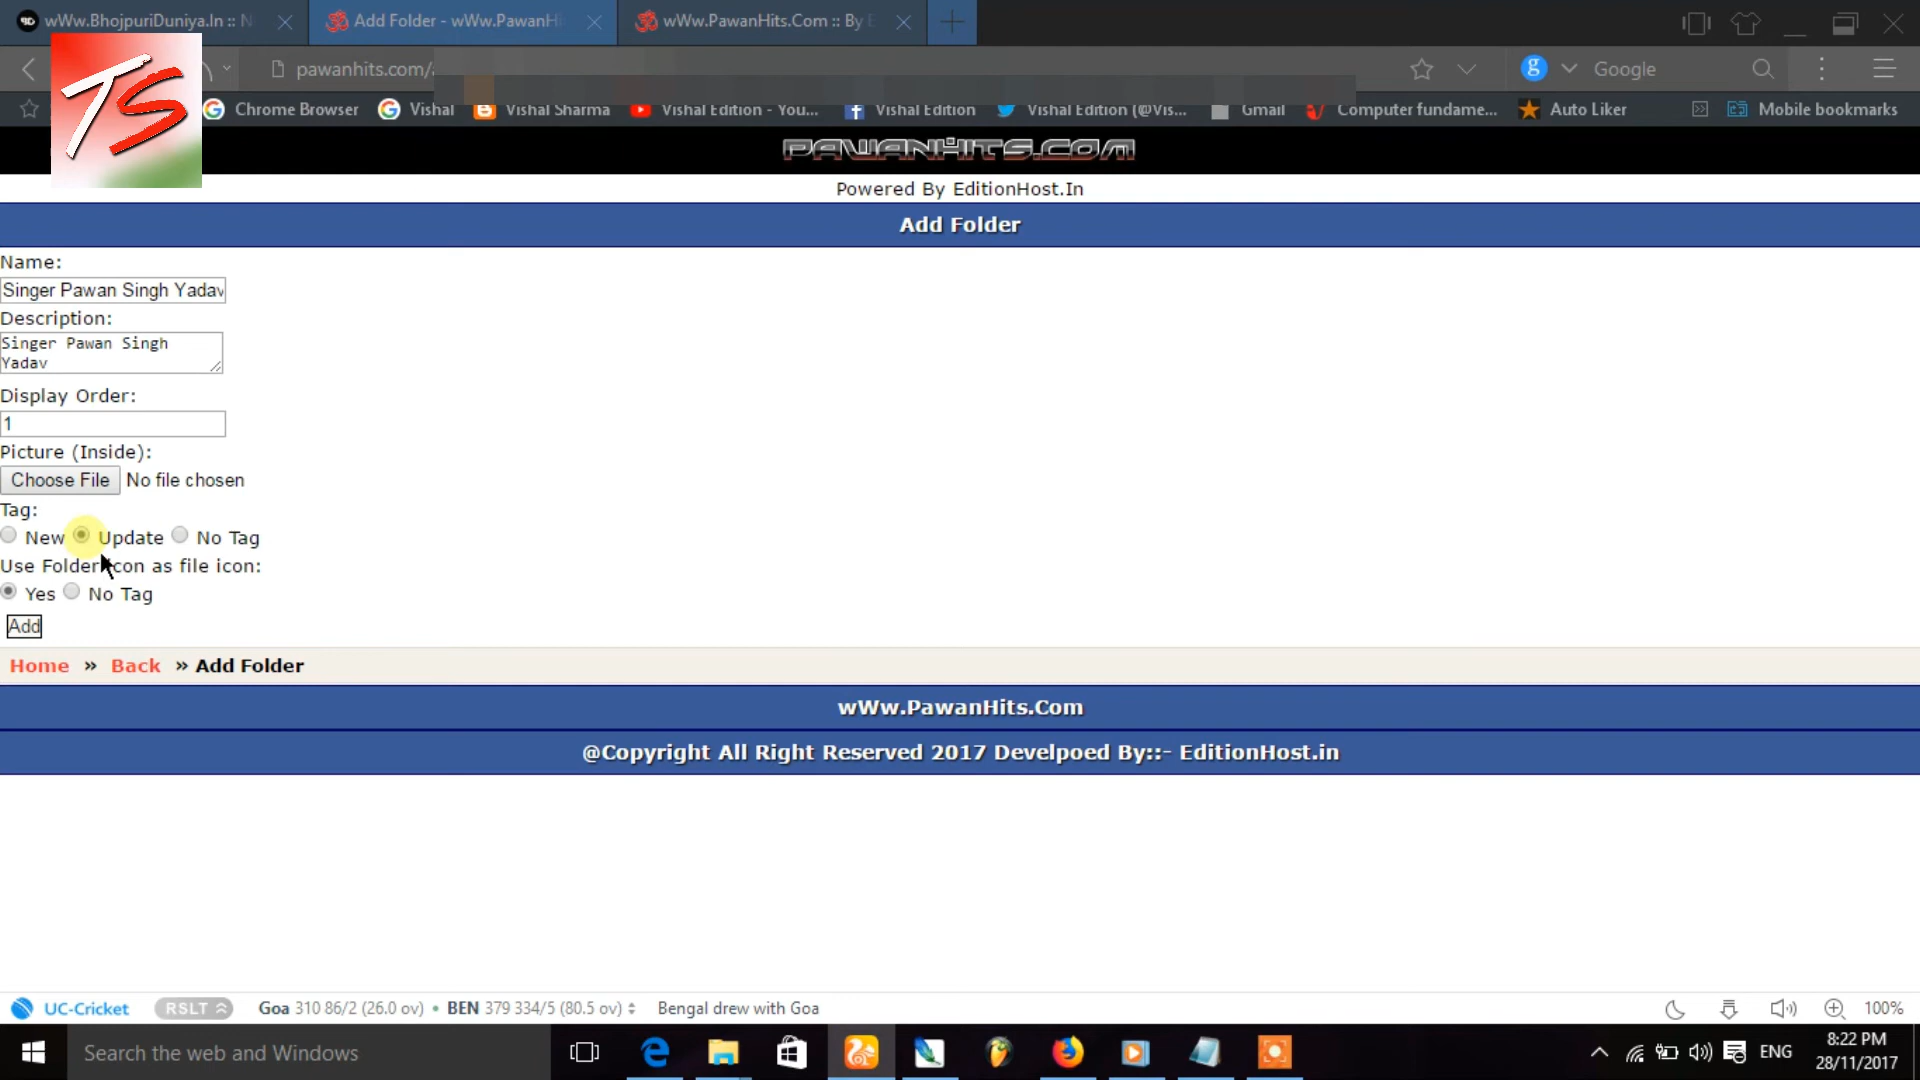 wWw.BhojpuriDuniya.In :: N
Add Folder - wWw.PawanHi
wWw.PawanHits.Com :: By E
TS
pawanhits.com/
Google
Chrome Browser
Vishal
Vishal Sharma
Vishal Edition - You...
Vishal Edition
Vishal Edition (@Vis...
Gmail
Computer fundame...
Auto Liker
Mobile bookmarks
PAWANHITS.COM
Powered By EditionHost.In
Add Folder
Name:
Singer Pawan Singh Yadav
Description:
Singer Pawan Singh
Yadav
Display Order:
1
Picture (Inside):
Choose File No file chosen
Tag:
New Update No Tag
Use Folder icon as file icon:
Yes No Tag
Add
Home » Back » Add Folder
wWw.PawanHits.Com
@Copyright All Right Reserved 2017 Develpoed By::- EditionHost.in
UC-Cricket RSLT Goa 310 86/2 (26.0 ov) • BEN 379 334/5 (80.5 ov) Bengal drew with Goa
100%
Search the web and Windows
ENG
8:22 PM
28/11/2017